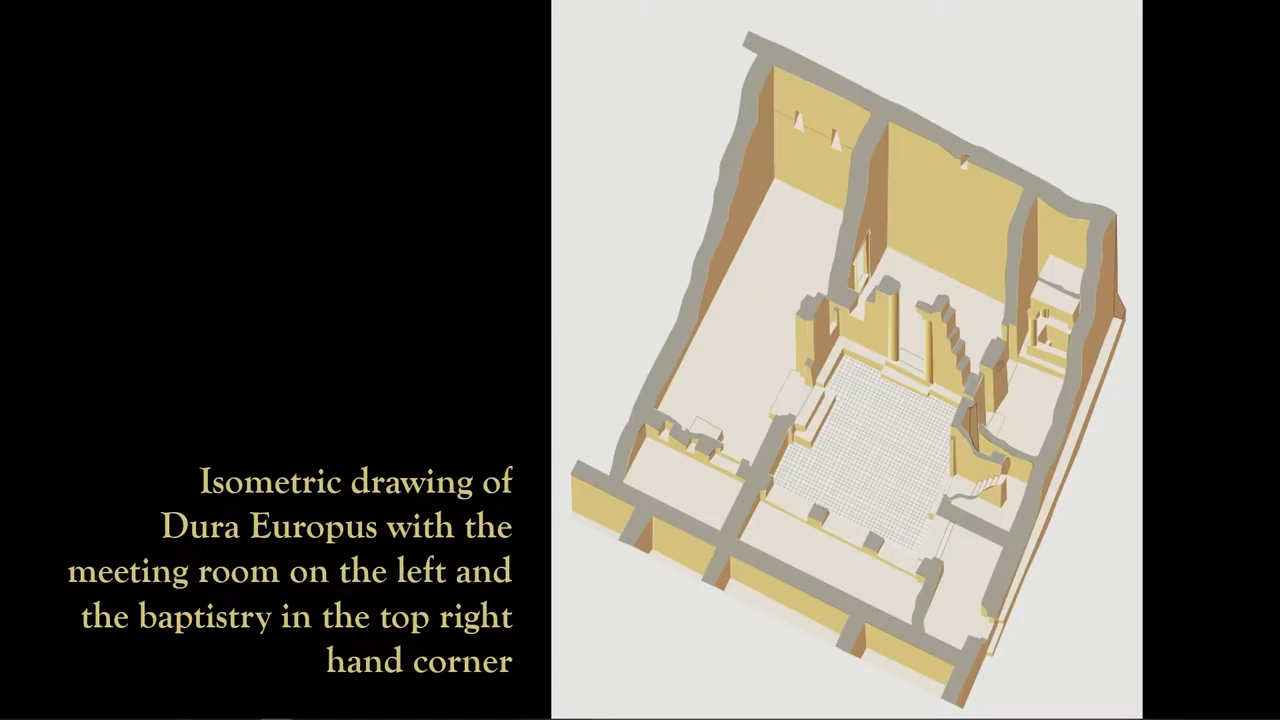 Isometric drawing of
Dura Europus with the
meeting room on the left and
the baptistry in the top right
hand corner